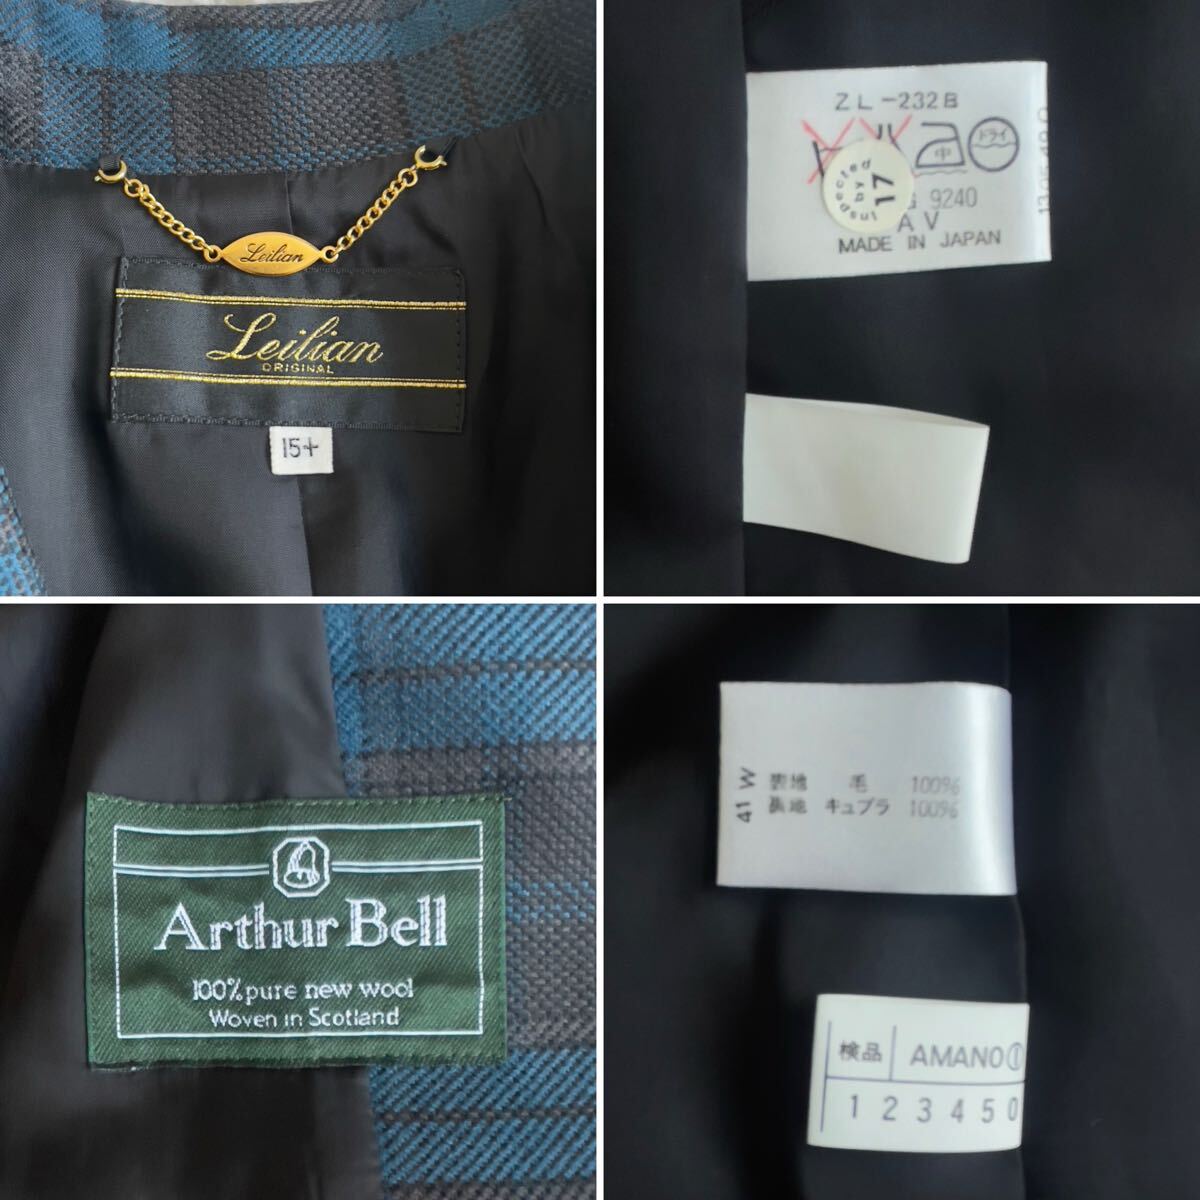 Leilian
Leilian
ORIGINAL
15+
ZL-232B
中
ドライ
Inspected by 17
9240
AV
MADE IN JAPAN
Arthur Bell
100% pure new wool
Woven in Scotland
41 W
表地 毛 100%
裏地 キュプラ 100%
検品 AMANO①
1 2 3 4 5 0